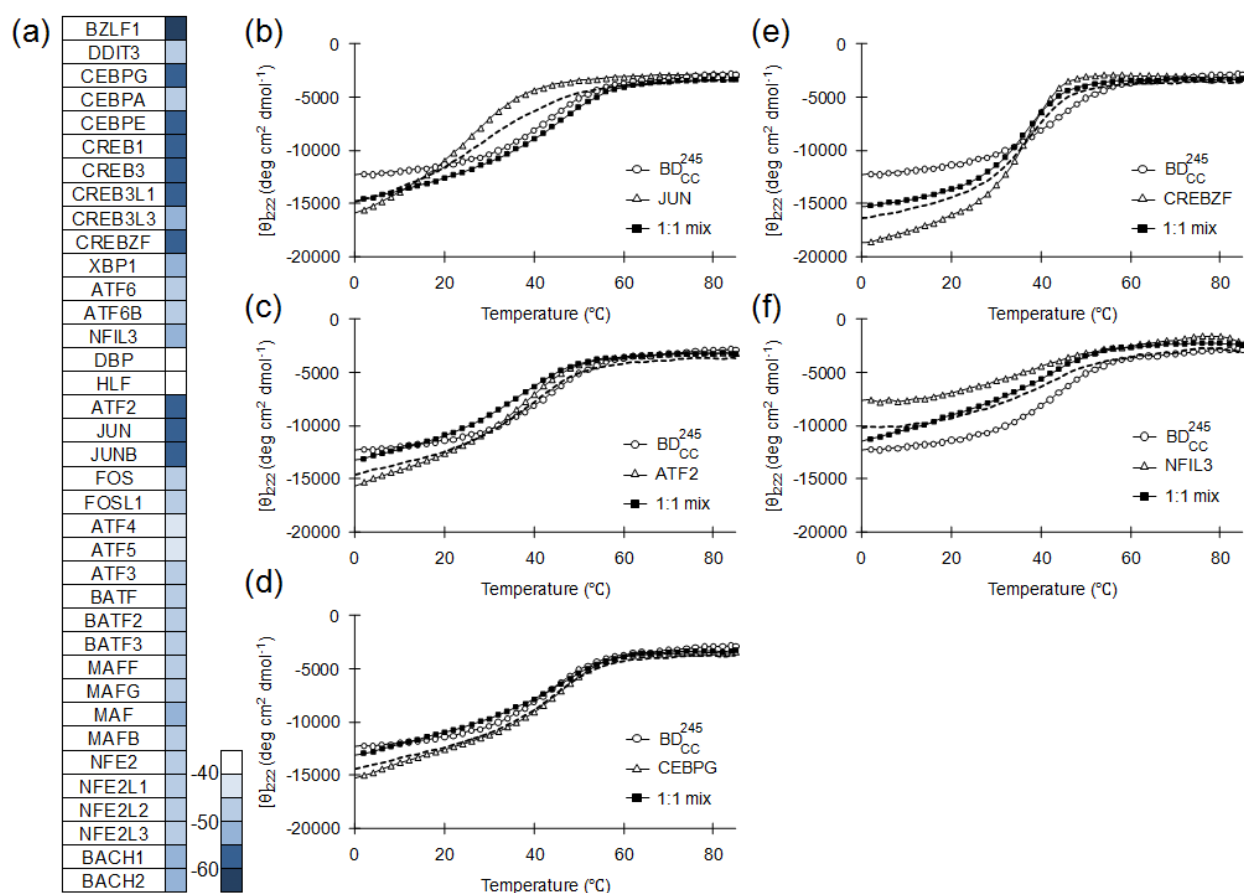 (a)
BZLF1
DDIT3
CEBPG
CEBPA
CEBPE
CREB1
CREB3
CREB3L1
CREB3L3
CREBZF
XBP1
ATF6
ATF6B
NFIL3
DBP
HLF
ATF2
JUN
JUNB
FOS
FOSL1
ATF4
ATF5
ATF3
BATF
BATF2
BATF3
MAFF
MAFG
MAF
MAFB
NFE2
NFE2L1
NFE2L2
NFE2L3
BACH1
BACH2
-40
-50
-60
(b)
[θ]222 (deg cm2 dmol-1)
0
-5000
-10000
-15000
-20000
BD245CC
JUN
1:1 mix
0 20 40 60 80
Temperature (℃)
(c)
[θ]222 (deg cm2 dmol-1)
0
-5000
-10000
-15000
-20000
BD245CC
ATF2
1:1 mix
0 20 40 60 80
Temperature (℃)
(d)
[θ]222 (deg cm2 dmol-1)
0
-5000
-10000
-15000
-20000
BD245CC
CEBPG
1:1 mix
0 20 40 60 80
Temperature (℃)
(e)
[θ]222 (deg cm2 dmol-1)
0
-5000
-10000
-15000
-20000
BD245CC
CREBZF
1:1 mix
0 20 40 60 80
Temperature (℃)
(f)
[θ]222 (deg cm2 dmol-1)
0
-5000
-10000
-15000
-20000
BD245CC
NFIL3
1:1 mix
0 20 40 60 80
Temperature (℃)